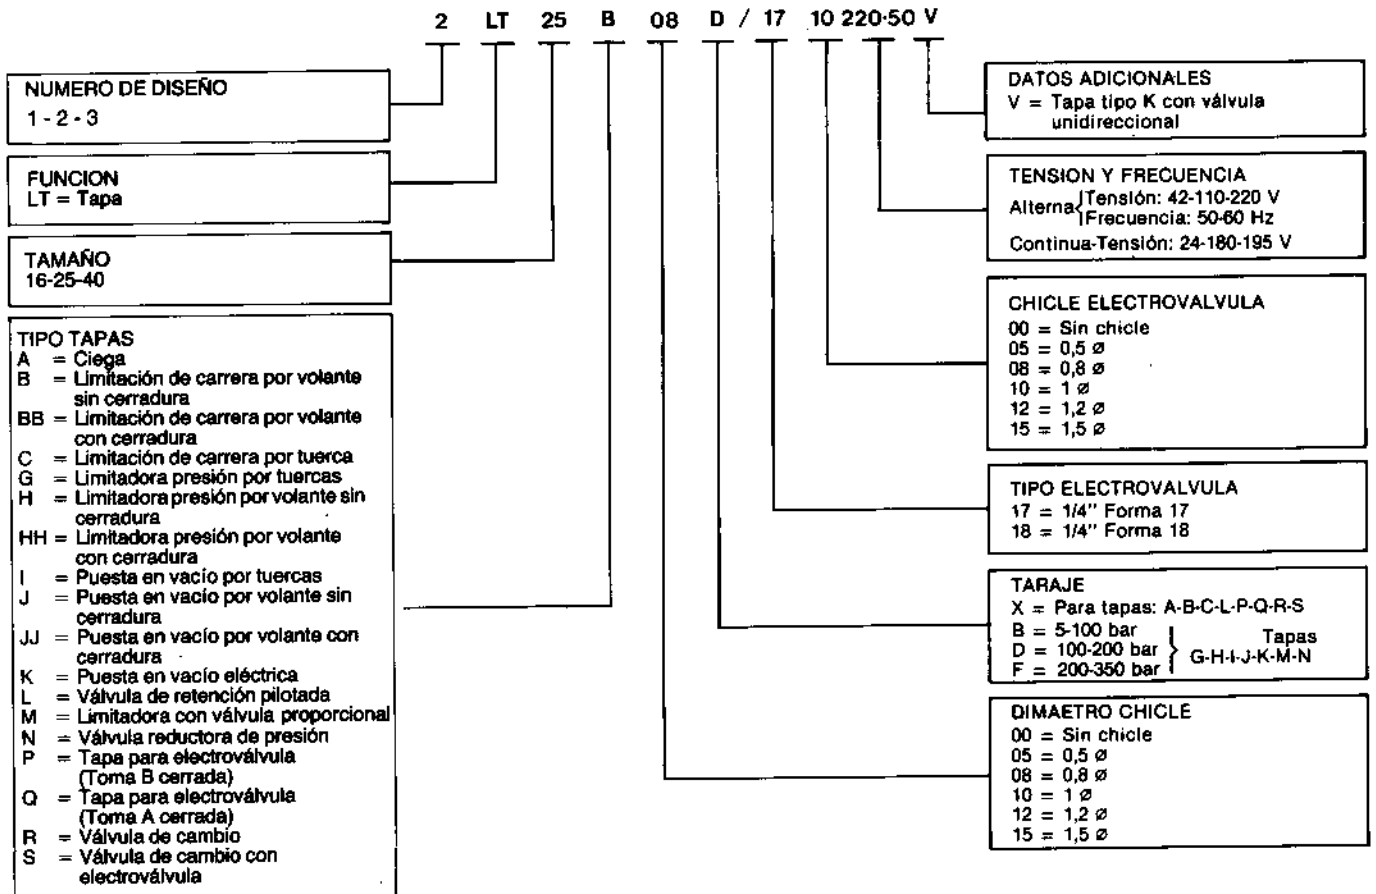 2 LT 25 B 08 D / 17 10 220·50 V
NUMERO DE DISEÑO
1 - 2 - 3
FUNCION
LT = Tapa
TAMAÑO
16-25-40
TIPO TAPAS
A = Ciega
B = Limitación de carrera por volante
sin cerradura
BB = Limitación de carrera por volante
con cerradura
C = Limitación de carrera por tuerca
G = Limitadora presión por tuercas
H = Limitadora presión por volante sin
cerradura
HH = Limitadora presión por volante
con cerradura
I = Puesta en vacío por tuercas
J = Puesta en vacío por volante sin
cerradura
JJ = Puesta en vacío por volante con
cerradura
K = Puesta en vacío eléctrica
L = Válvula de retención pilotada
M = Limitadora con válvula proporcional
N = Válvula reductora de presión
P = Tapa para electroválvula
(Toma B cerrada)
Q = Tapa para electroválvula
(Toma A cerrada)
R = Válvula de cambio
S = Válvula de cambio con
electroválvula
DATOS ADICIONALES
V = Tapa tipo K con válvula
unidireccional
TENSION Y FRECUENCIA
Alterna { Tensión: 42-110-220 V
Frecuencia: 50-60 Hz
Continua-Tensión: 24-180-195 V
CHICLE ELECTROVALVULA
00 = Sin chicle
05 = 0,5 ø
08 = 0,8 ø
10 = 1 ø
12 = 1,2 ø
15 = 1,5 ø
TIPO ELECTROVALVULA
17 = 1/4" Forma 17
18 = 1/4" Forma 18
TARAJE
X = Para tapas: A-B-C-L-P-Q-R-S
B = 5-100 bar
D = 100-200 bar } Tapas
F = 200-350 bar G-H-I-J-K-M-N
DIMAETRO CHICLE
00 = Sin chicle
05 = 0,5 ø
08 = 0,8 ø
10 = 1 ø
12 = 1,2 ø
15 = 1,5 ø